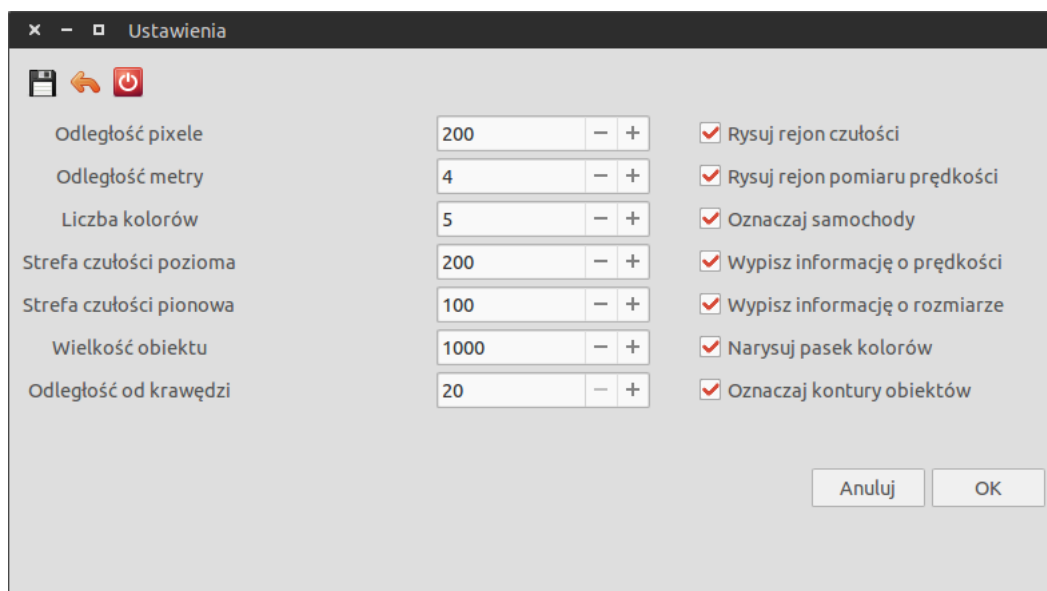 Ustawienia
Odległość pixele 200 Rysuj rejon czułości
Odległość metry 4 Rysuj rejon pomiaru prędkości
Liczba kolorów 5 Oznaczaj samochody
Strefa czułości pozioma 200 Wypisz informację o prędkości
Strefa czułości pionowa 100 Wypisz informację o rozmiarze
Wielkość obiektu 1000 Narysuj pasek kolorów
Odległość od krawędzi 20 Oznaczaj kontury obiektów
Anuluj OK